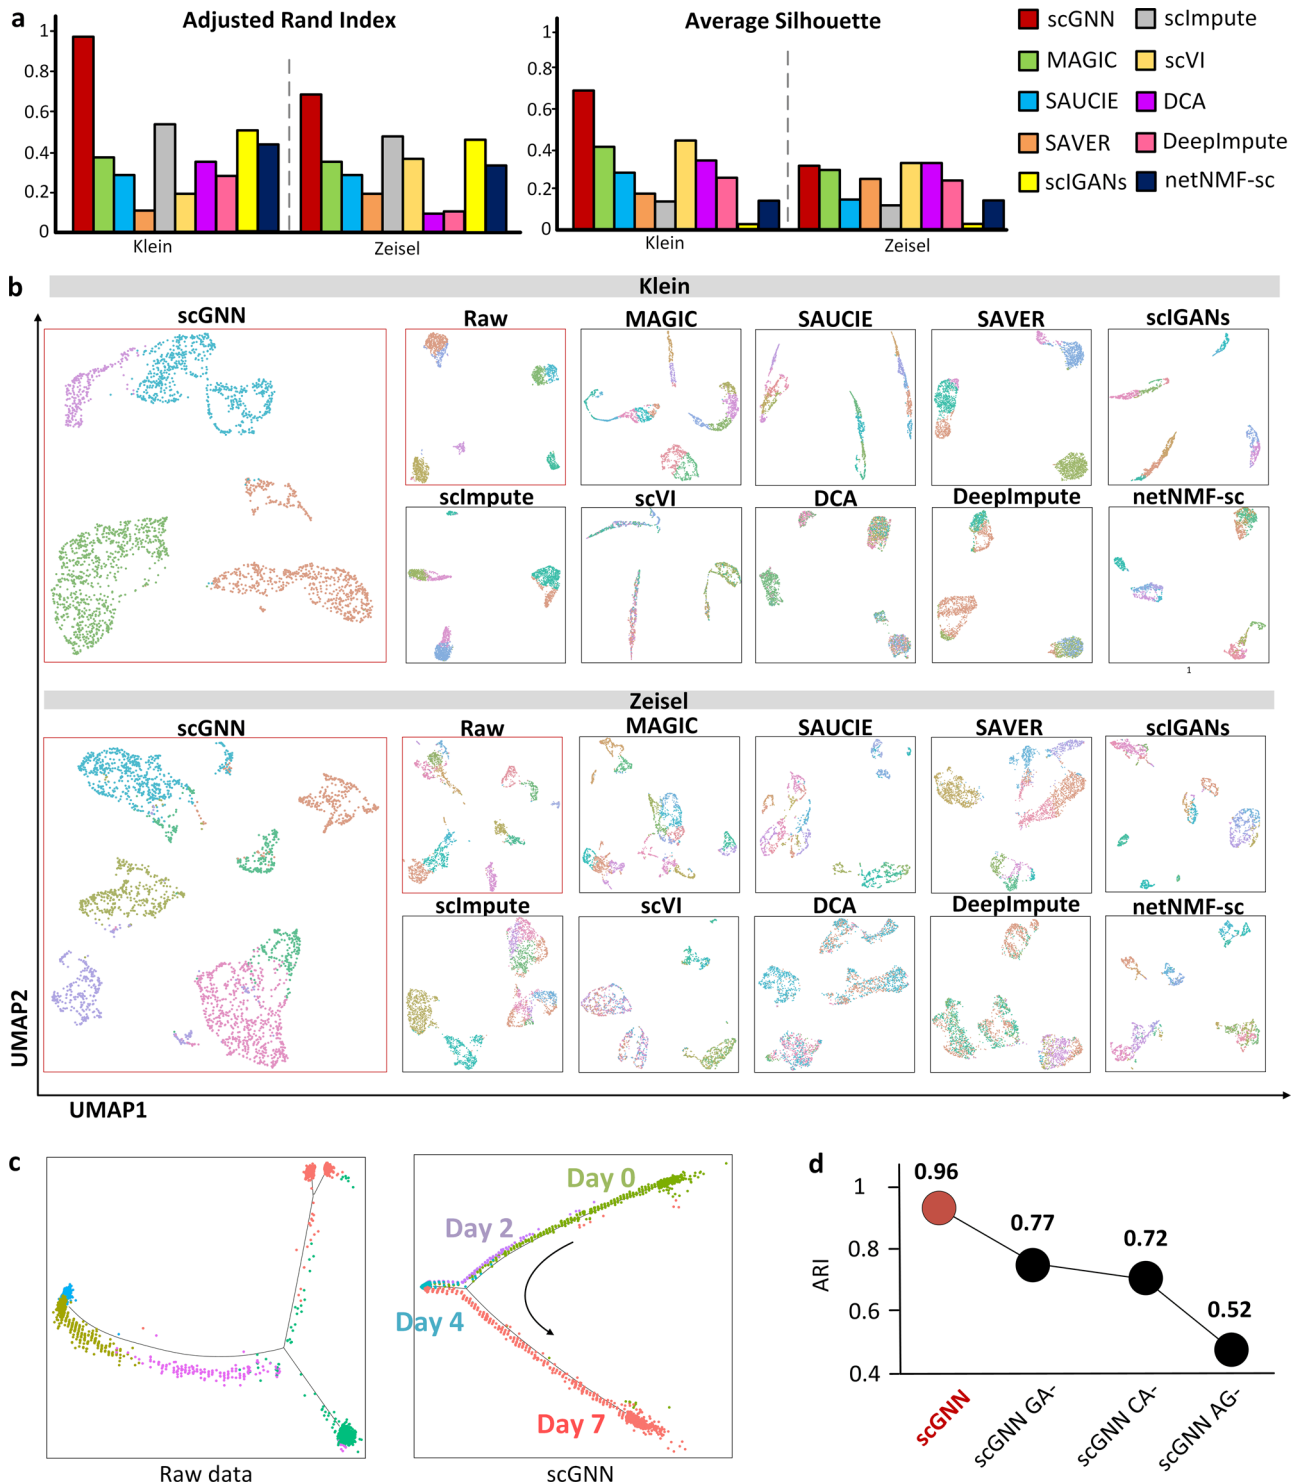 a
Adjusted Rand Index
1
0.8
0.6
0.4
0.2
0
Klein
Zeisel
Average Silhouette
1
0.8
0.6
0.4
0.2
0
Klein
Zeisel
scGNN
scImpute
MAGIC
scVI
SAUCIE
DCA
SAVER
DeepImpute
scIGANs
netNMF-sc
b
Klein
scGNN
Raw
MAGIC
SAUCIE
SAVER
scIGANs
scImpute
scVI
DCA
DeepImpute
netNMF-sc
1
Zeisel
scGNN
Raw
MAGIC
SAUCIE
SAVER
scIGANs
scImpute
scVI
DCA
DeepImpute
netNMF-sc
UMAP2
UMAP1
c
Raw data
Day 0
Day 2
Day 4
Day 7
scGNN
d
ARI
1
0.8
0.6
0.4
0.96
0.77
0.72
0.52
scGNN
scGNN GA-
scGNN CA-
scGNN AG-